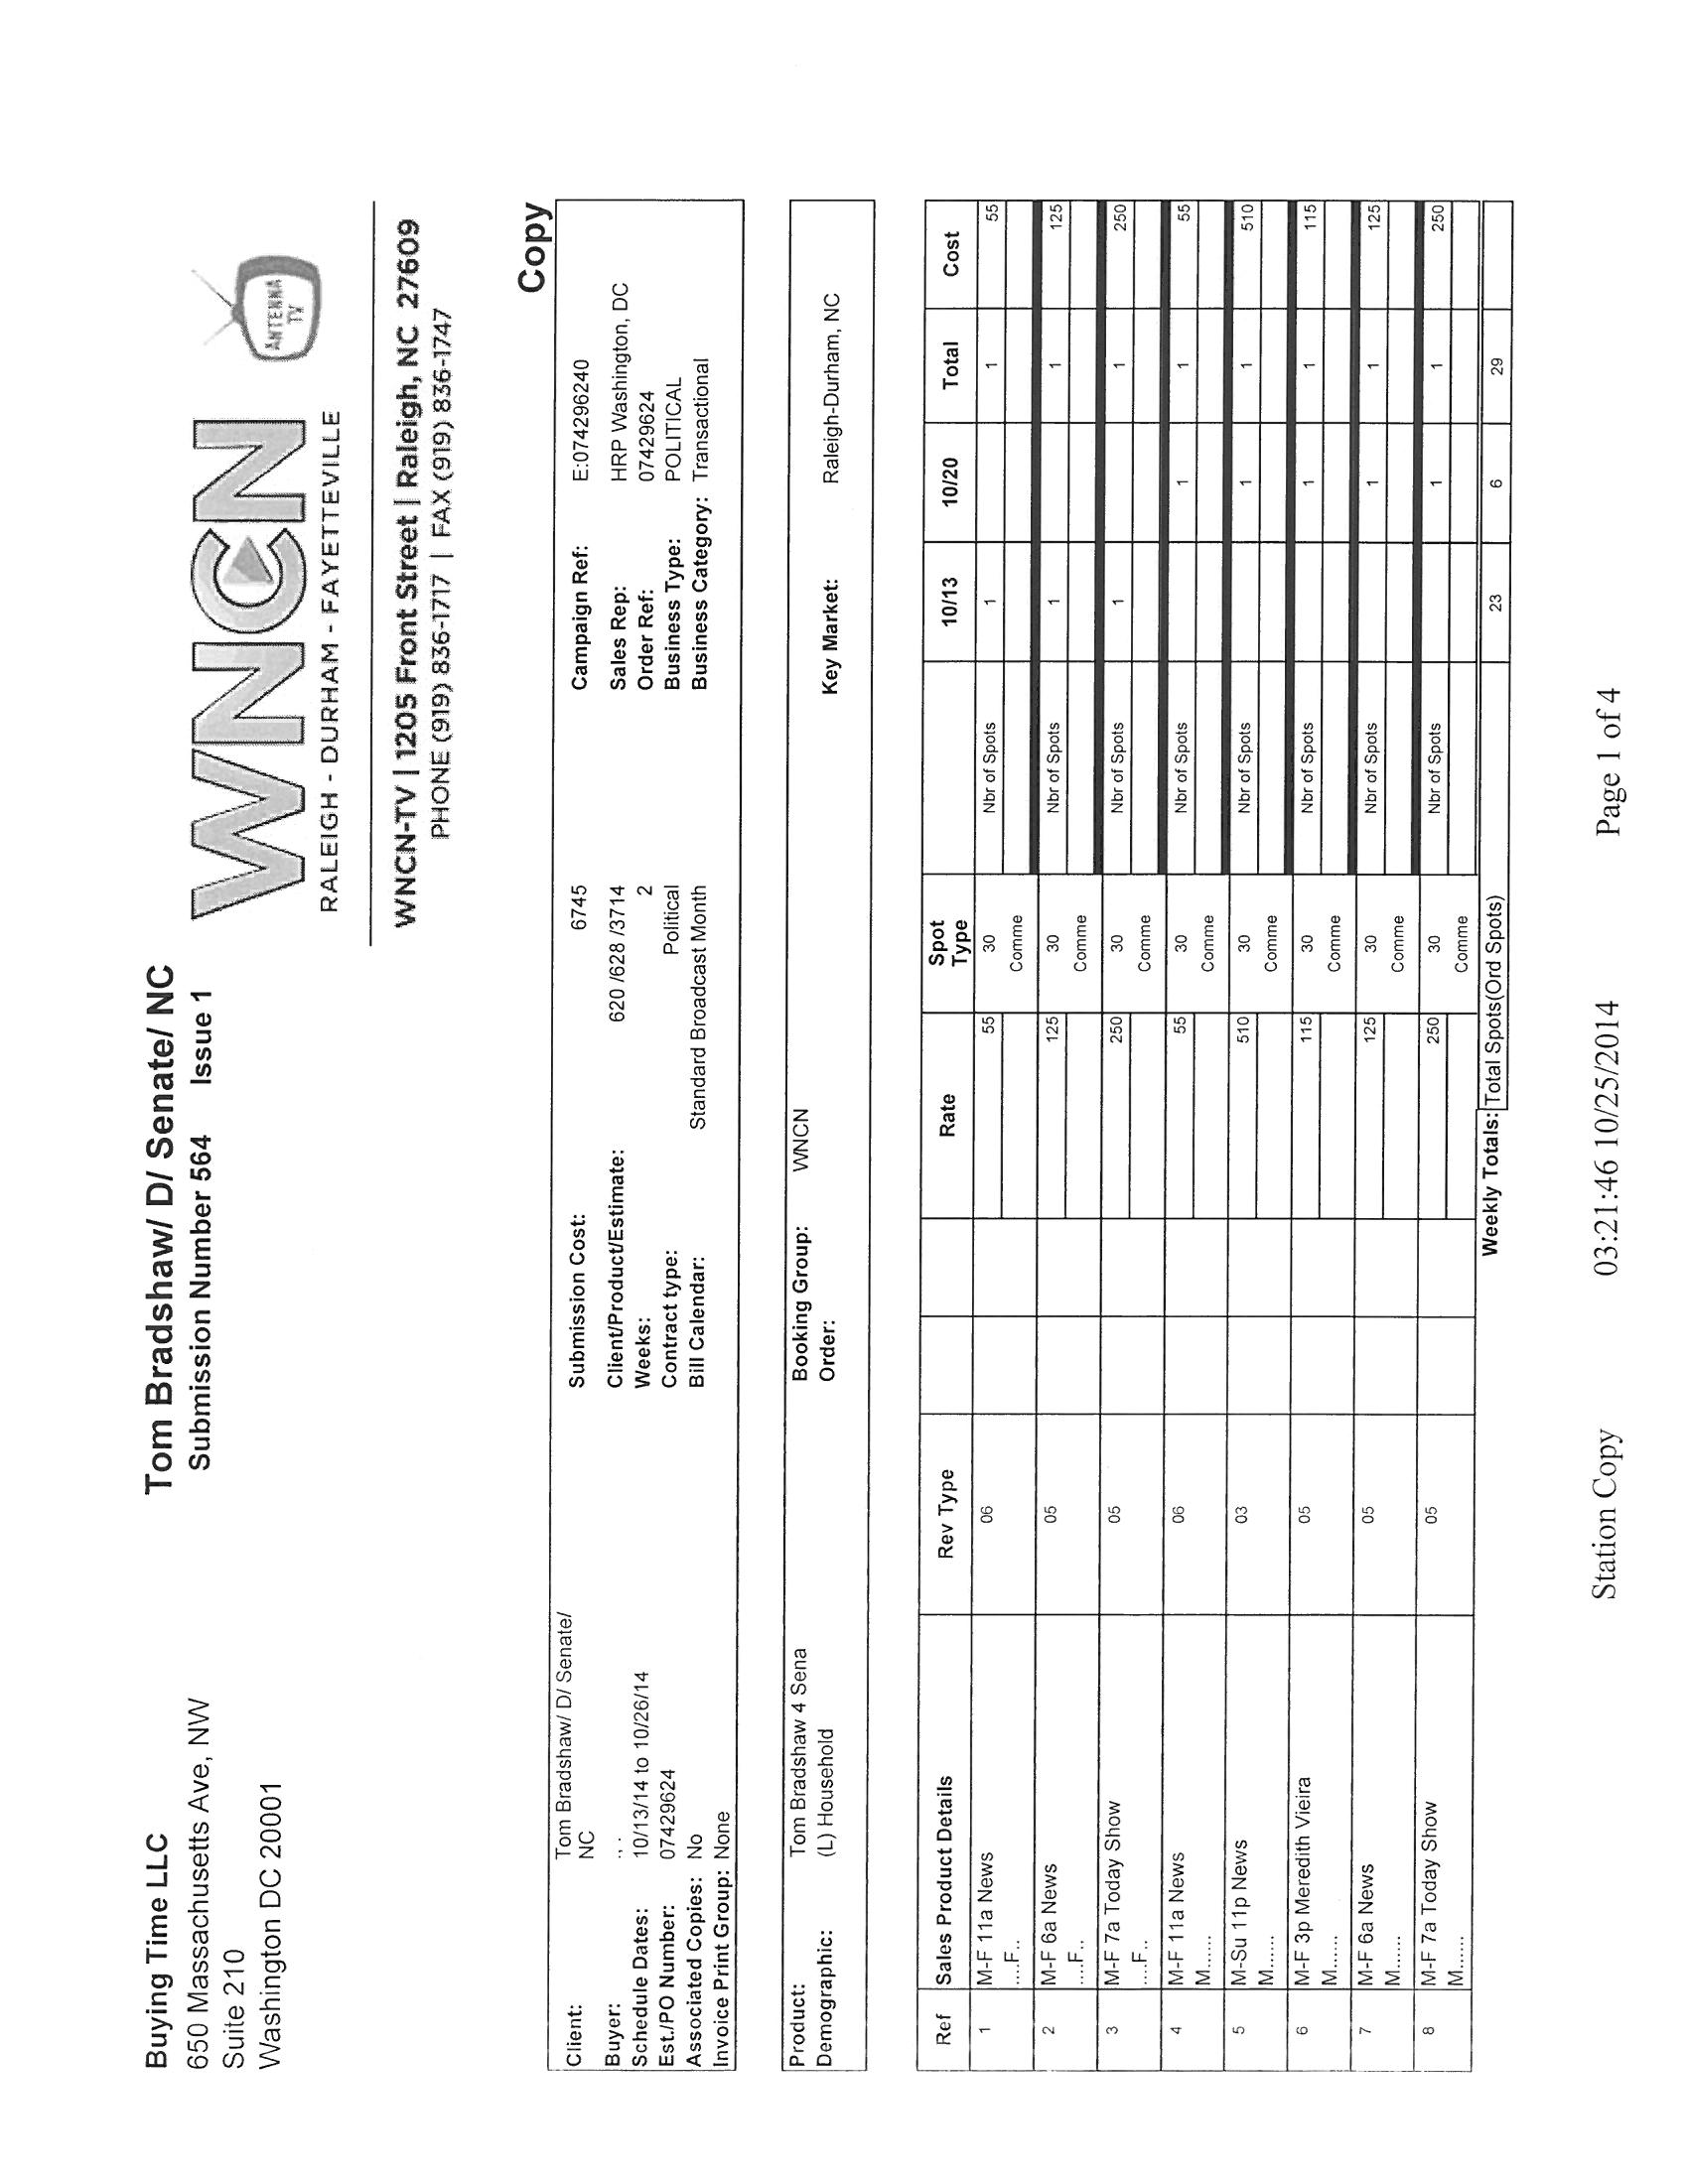 Buying Time LLC
650 Massachusetts Ave, NW
Suite 210
Washington DC 20001
Tom Bradshaw/ D/ Senate/ NC
Submission Number 564 Issue 1
WNCN
ANTENNA TV
RALEIGH - DURHAM - FAYETTEVILLE
WNCN-TV | 1205 Front Street | Raleigh, NC 27609
PHONE (919) 836-1717 | FAX (919) 836-1747
Copy
Client: Tom Bradshaw/ D/ Senate/ NC Submission Cost: 6745 Campaign Ref: E:074296240
Buyer: ., . Client/Product/Estimate: 620 /628 /3714 Sales Rep: HRP Washington, DC
Schedule Dates: 10/13/14 to 10/26/14 Weeks: 2 Order Ref: 07429624
Est./PO Number: 07429624 Contract type: Political Business Type: POLITICAL
Associated Copies: No Bill Calendar: Standard Broadcast Month Business Category: Transactional
Invoice Print Group: None
Product: Tom Bradshaw 4 Sena Booking Group: WNCN
Demographic: (L) Household Order: Key Market: Raleigh-Durham, NC
Ref Sales Product Details Rev Type Rate Spot Type 10/13 10/20 Total Cost
1 M-F 11a News 06 55 30 Nbr of Spots 1 1 55
....F.. Comme
2 M-F 6a News 05 125 30 Nbr of Spots 1 1 125
....F.. Comme
3 M-F 7a Today Show 05 250 30 Nbr of Spots 1 1 250
....F.. Comme
4 M-F 11a News 06 55 30 Nbr of Spots 1 1 55
M...... Comme
5 M-Su 11p News 03 510 30 Nbr of Spots 1 1 510
M...... Comme
6 M-F 3p Meredith Vieira 05 115 30 Nbr of Spots 1 1 115
M...... Comme
7 M-F 6a News 05 125 30 Nbr of Spots 1 1 125
M...... Comme
8 M-F 7a Today Show 05 250 30 Nbr of Spots 1 1 250
M...... Comme
Weekly Totals: Total Spots(Ord Spots) 23 6 29
Station Copy 03:21:46 10/25/2014 Page 1 of 4